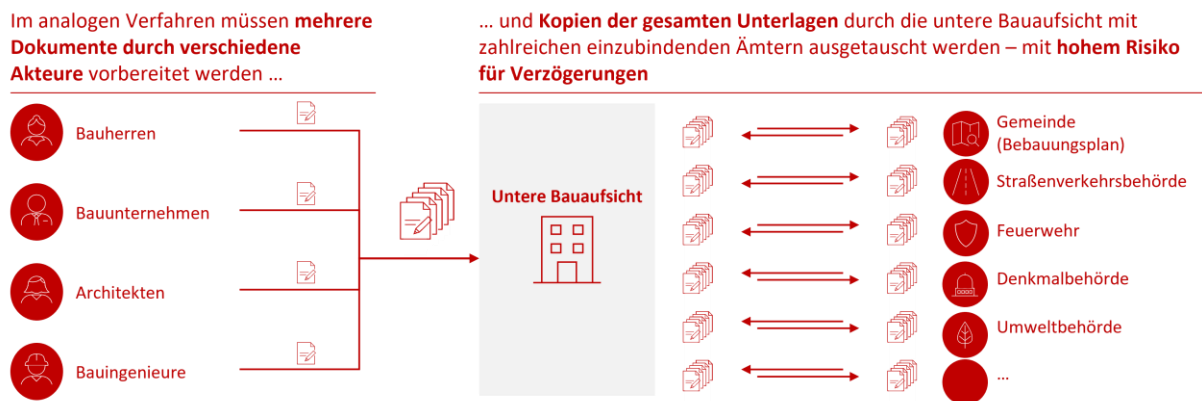 Im analogen Verfahren müssen mehrere
Dokumente durch verschiedene
Akteure vorbereitet werden ...
... und Kopien der gesamten Unterlagen durch die untere Bauaufsicht mit
zahlreichen einzubindenden Ämtern ausgetauscht werden – mit hohem Risiko
für Verzögerungen
Bauherren
Bauunternehmen
Architekten
Bauingenieure
Untere Bauaufsicht
Gemeinde
(Bebauungsplan)
Straßenverkehrsbehörde
Feuerwehr
Denkmalbehörde
Umweltbehörde
...